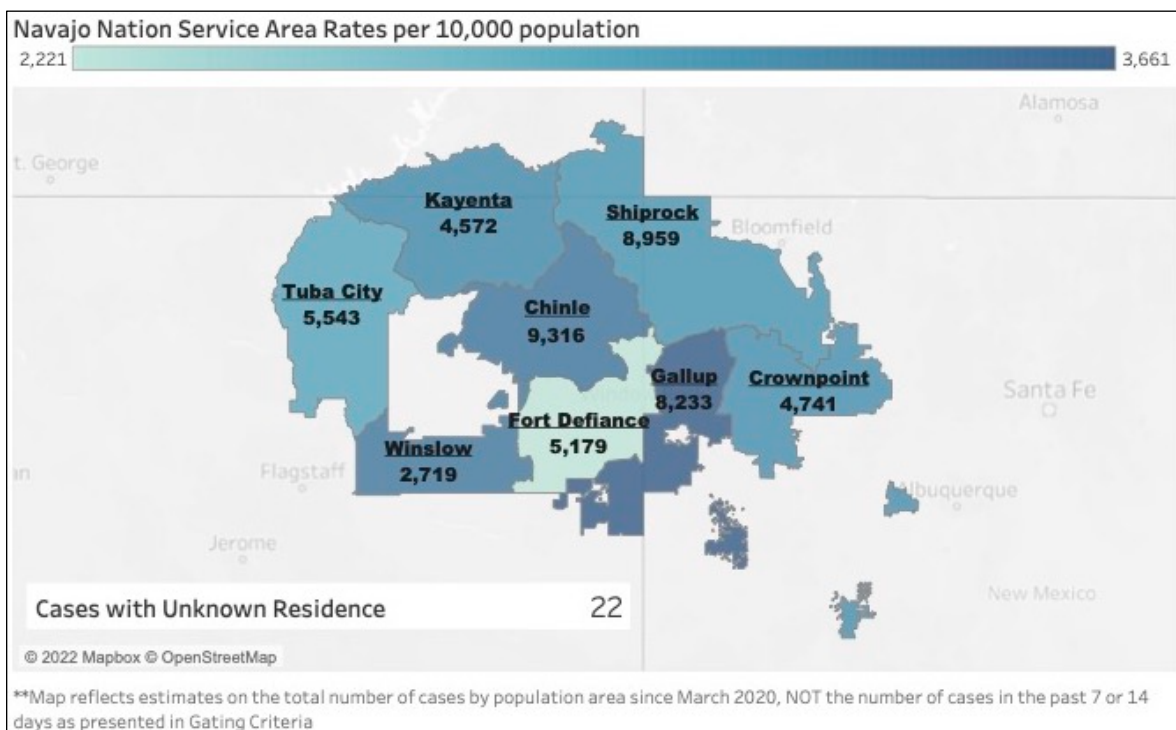 Navajo Nation Service Area Rates per 10,000 population
2,221
3,661
Alamosa
t. George
Kayenta
4,572
Shiprock
8,959
Bloomfield
Tuba City
5,543
Chinle
9,316
Gallup
8,233
Crownpoint
4,741
Santa Fe
Fort Defiance
5,179
Winslow
2,719
Flagstaff
an
Albuquerque
Jerome
New Mexico
Cases with Unknown Residence 22
© 2022 Mapbox © OpenStreetMap
**Map reflects estimates on the total number of cases by population area since March 2020, NOT the number of cases in the past 7 or 14
days as presented in Gating Criteria